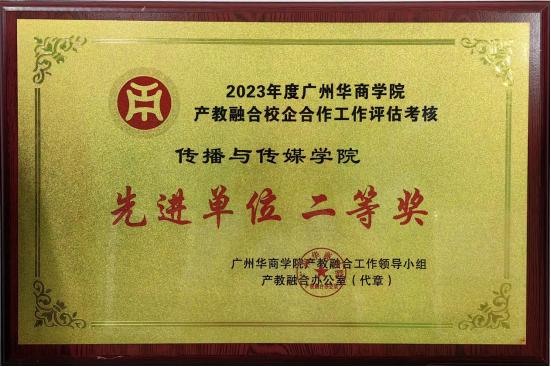 2023年度广州华商学院
产教融合校企合作工作评估考核
传播与传媒学院
先进单位 二等奖
广州华商学院产教融合工作领导小组
产教融合办公室（代章）